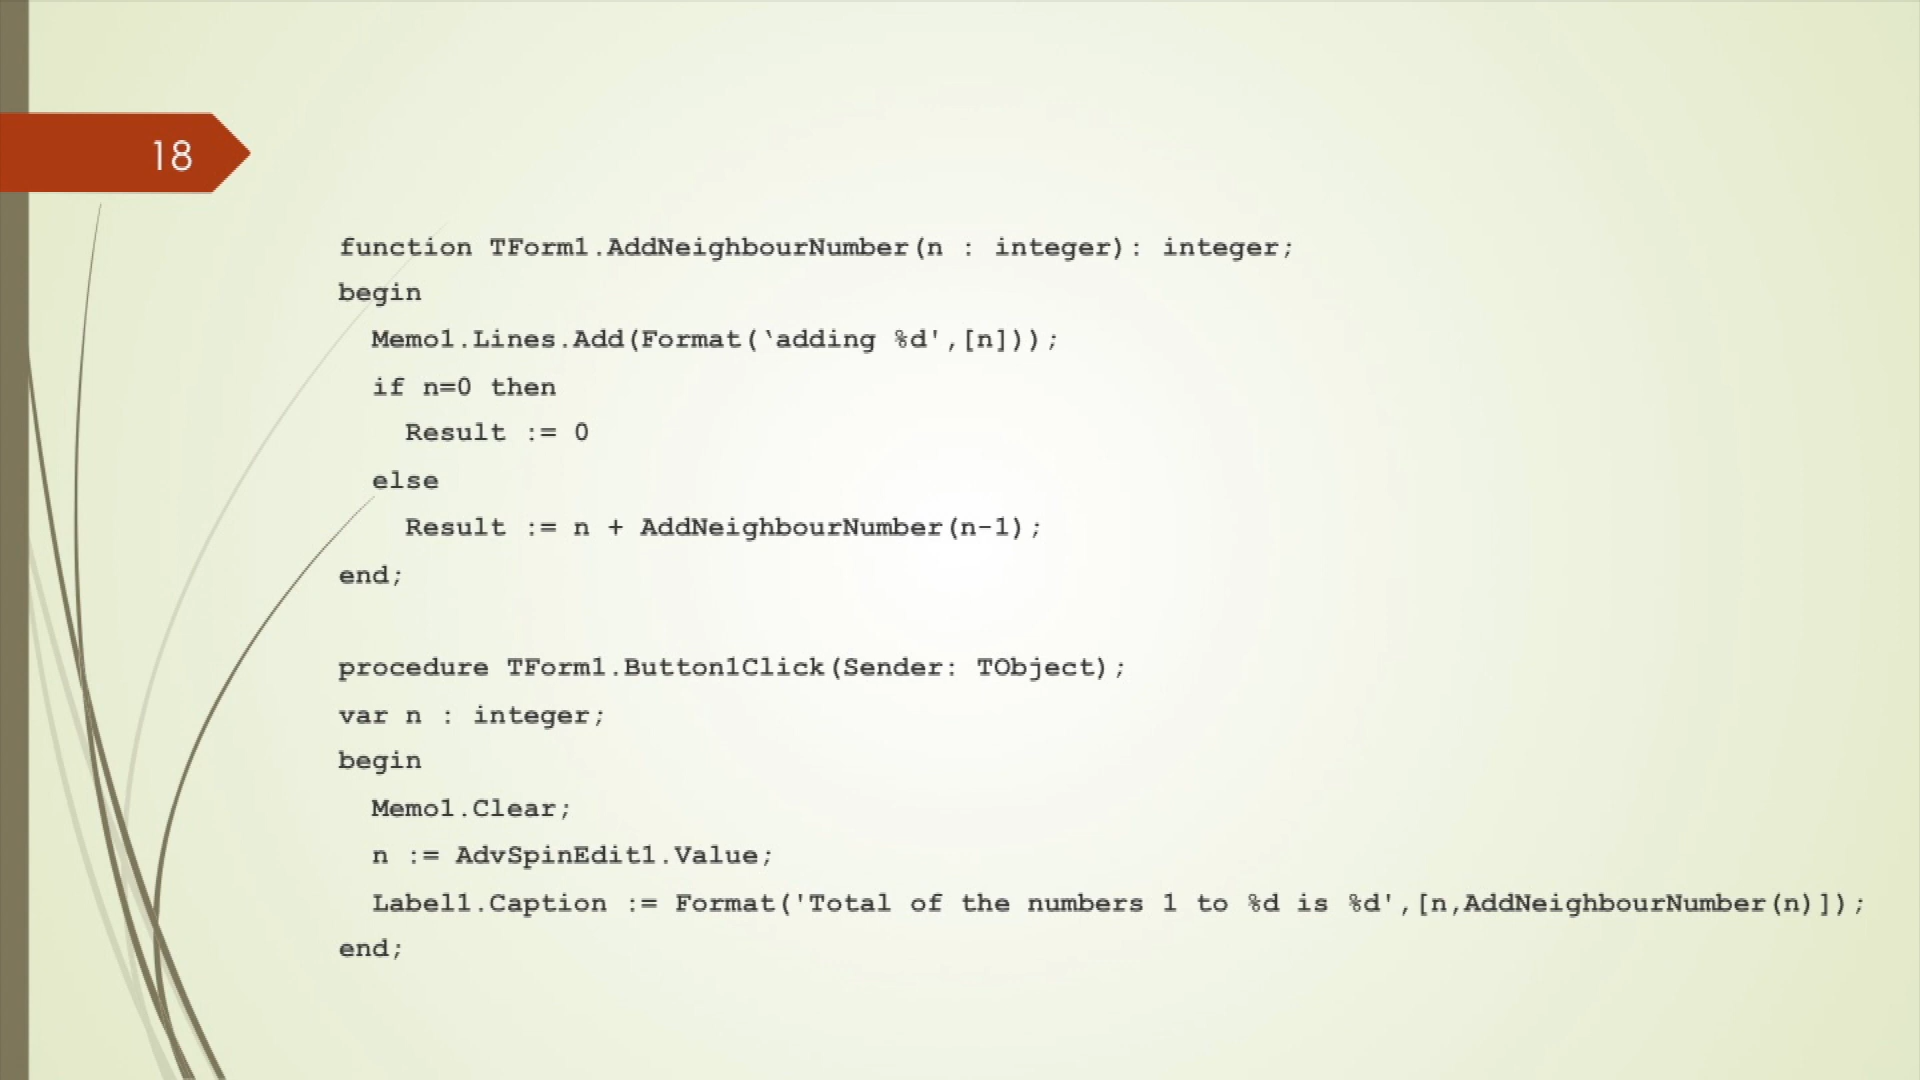 18
function TForm1.AddNeighbourNumber(n : integer): integer;
begin
  Memo1.Lines.Add(Format(‘adding %d',[n]));
  if n=0 then
    Result := 0
  else
    Result := n + AddNeighbourNumber(n-1);
end;

procedure TForm1.Button1Click(Sender: TObject);
var n : integer;
begin
  Memo1.Clear;
  n := AdvSpinEdit1.Value;
  Label1.Caption := Format('Total of the numbers 1 to %d is %d',[n,AddNeighbourNumber(n)]);
end;